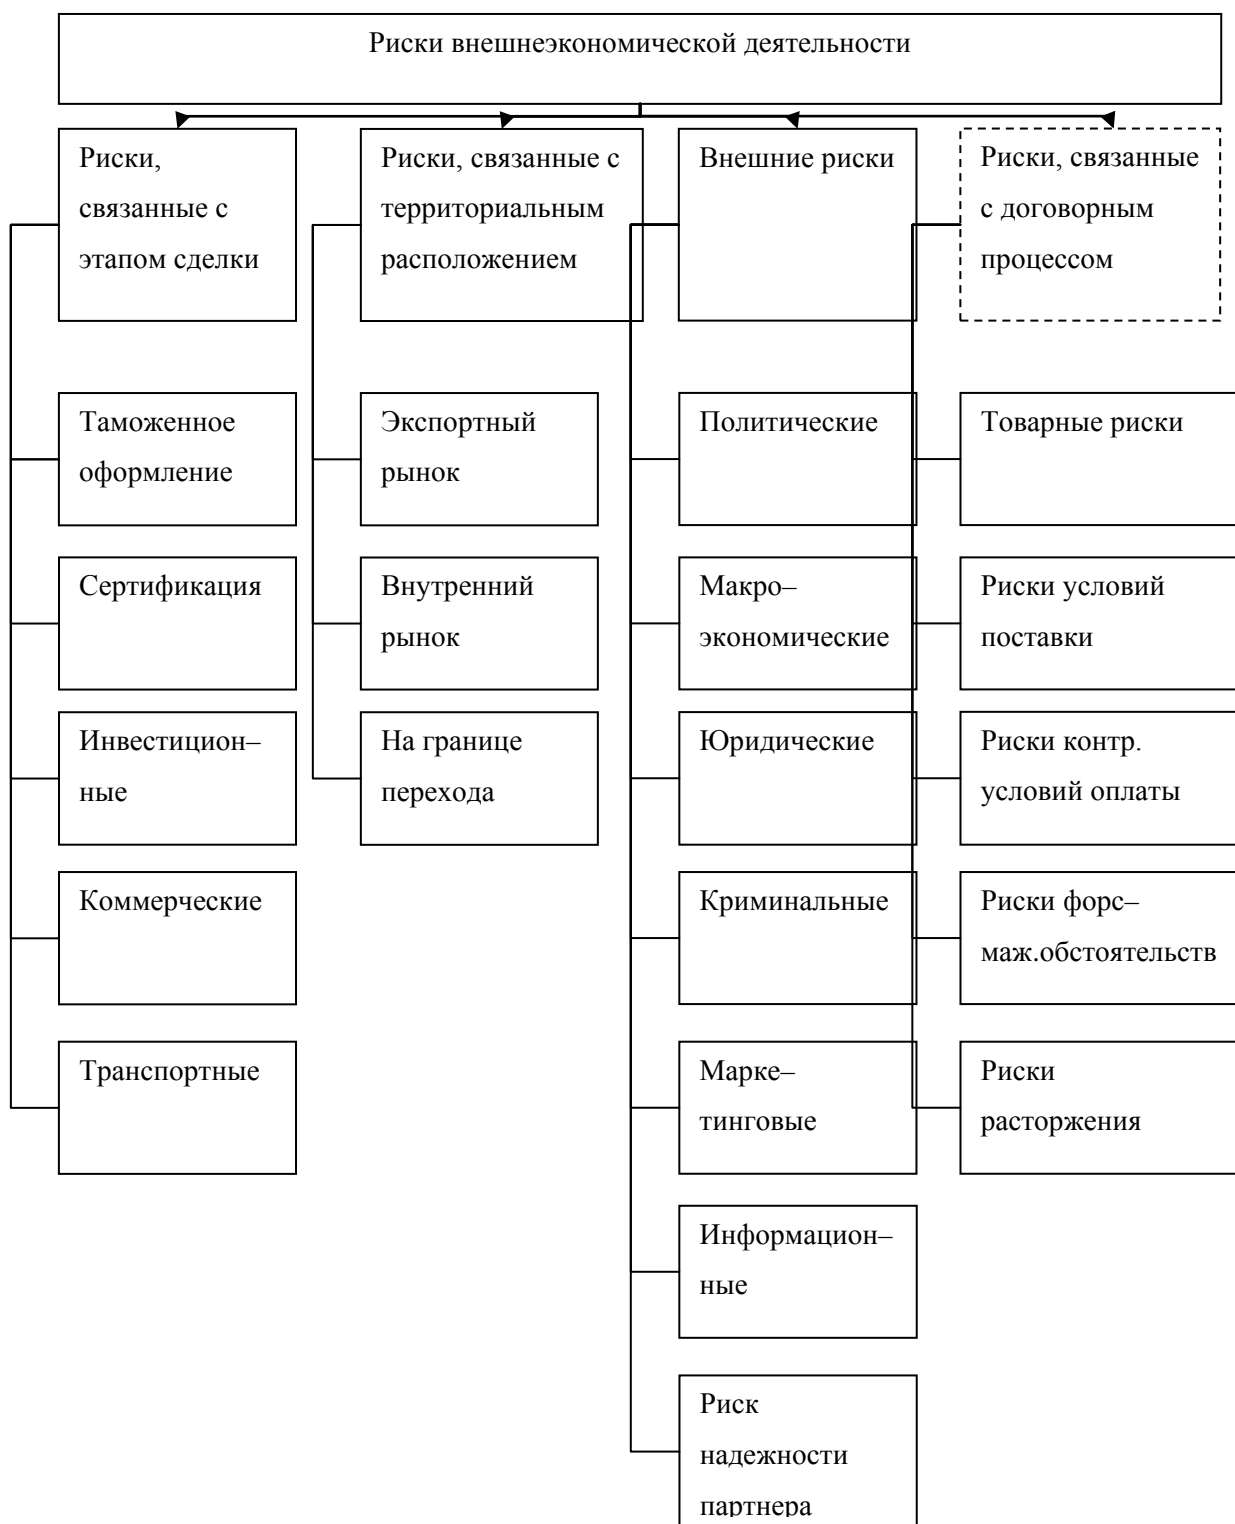 Риски внешнеэкономической деятельности
Риски,
связанные с
этапом сделки
Риски, связанные с
территориальным
расположением
Внешние риски
Риски, связанные
с договорным
процессом
Таможенное
оформление
Экспортный
рынок
Политические
Товарные риски
Сертификация
Внутренний
рынок
Макро–
экономические
Риски условий
поставки
Инвестицион–
ные
На границе
перехода
Юридические
Риски контр.
условий оплаты
Коммерческие
Криминальные
Риски форс–
маж.обстоятельств
Транспортные
Марке–
тинговые
Риски
расторжения
Информацион–
ные
Риск
надежности
партнера